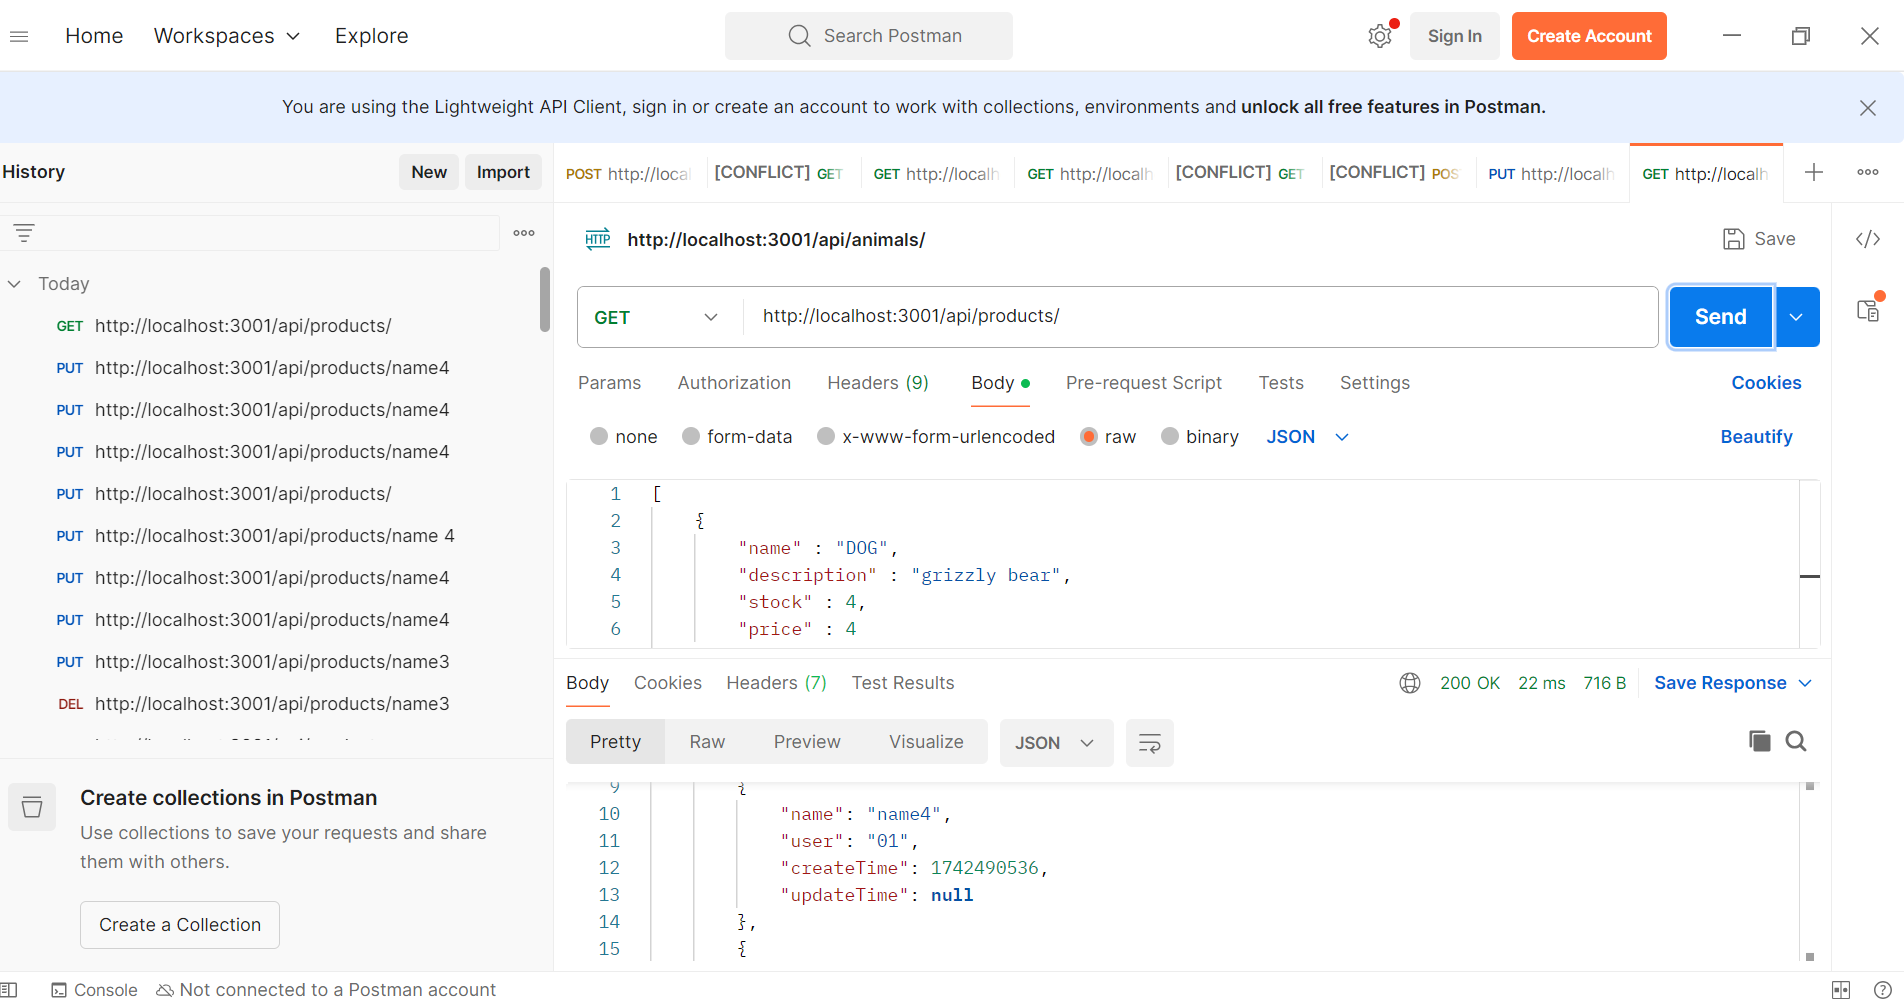 Home Workspaces Explore Search Postman Sign In Create Account
You are using the Lightweight API Client, sign in or create an account to work with collections, environments and unlock all free features in Postman.
History New Import
POST http://local [CONFLICT] GET GET http://localh GET http://localh [CONFLICT] GET [CONFLICT] POS PUT http://localh GET http://localh
HTTP http://localhost:3001/api/animals/ Save
Today
GET http://localhost:3001/api/products/
PUT http://localhost:3001/api/products/name4
PUT http://localhost:3001/api/products/name4
PUT http://localhost:3001/api/products/name4
PUT http://localhost:3001/api/products/
PUT http://localhost:3001/api/products/name 4
PUT http://localhost:3001/api/products/name4
PUT http://localhost:3001/api/products/name4
PUT http://localhost:3001/api/products/name3
DEL http://localhost:3001/api/products/name3
Create collections in Postman
Use collections to save your requests and share
them with others.
Create a Collection
GET http://localhost:3001/api/products/ Send
Params Authorization Headers (9) Body Pre-request Script Tests Settings Cookies
none form-data x-www-form-urlencoded raw binary JSON Beautify
1 [
2 {
3 "name" : "DOG",
4 "description" : "grizzly bear",
5 "stock" : 4,
6 "price" : 4
Body Cookies Headers (7) Test Results 200 OK 22 ms 716 B Save Response
Pretty Raw Preview Visualize JSON
9 {
10 "name": "name4",
11 "user": "01",
12 "createTime": 1742490536,
13 "updateTime": null
14 },
15 {
Console Not connected to a Postman account